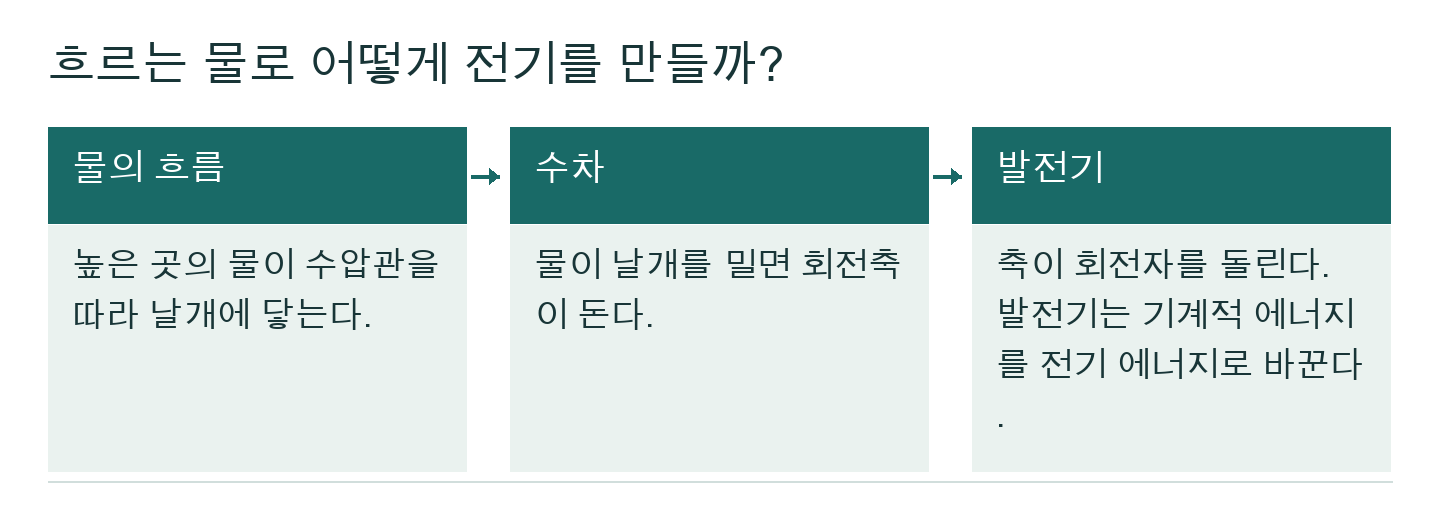 흐르는 물로 어떻게 전기를 만들까?
물의 흐름
높은 곳의 물이 수압관을
따라 날개에 닿는다.
수차
물이 날개를 밀면 회전축
이 돈다.
발전기
축이 회전자를 돌린다.
발전기는 기계적 에너지
를 전기 에너지로 바꾼다
.